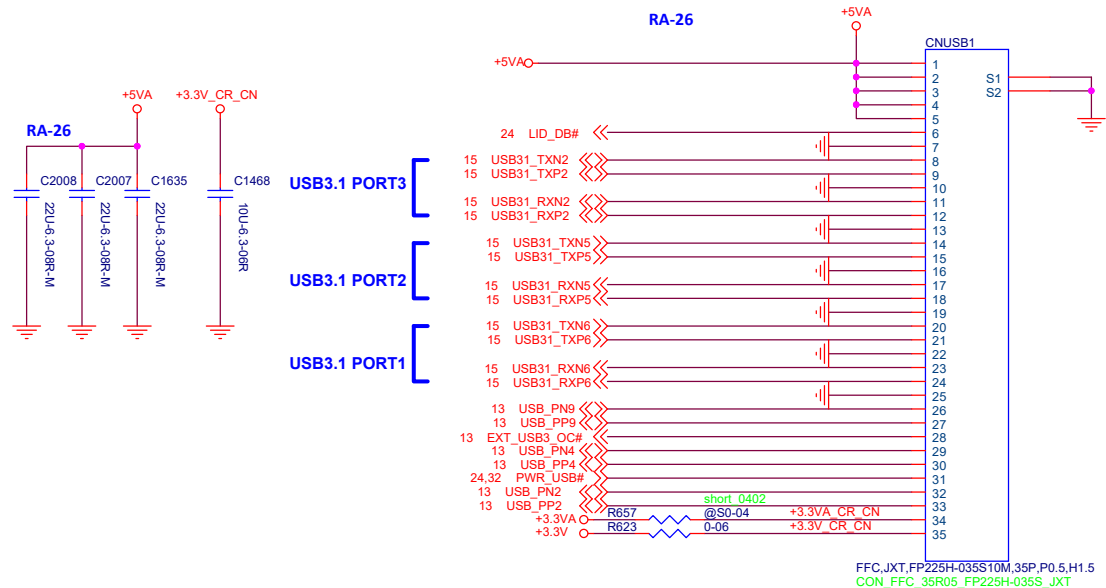 RA-26
+5VA
CNUSB1
+5VA
1
2
3
4
5
6
7
8
9
10
11
12
13
14
15
16
17
18
19
20
21
22
23
24
25
26
27
28
29
30
31
32
33
34
35
S1
S2
+5VA
+3.3V_CR_CN
RA-26
C2008
C2007
C1635
C1468
22U-6.3-08R-M
22U-6.3-08R-M
22U-6.3-08R-M
10U-6.3-06R
USB3.1 PORT3
USB3.1 PORT2
USB3.1 PORT1
24 LID_DB#
15 USB31_TXN2
15 USB31_TXP2
15 USB31_RXN2
15 USB31_RXP2
15 USB31_TXN5
15 USB31_TXP5
15 USB31_RXN5
15 USB31_RXP5
15 USB31_TXN6
15 USB31_TXP6
15 USB31_RXN6
15 USB31_RXP6
13 USB_PN9
13 USB_PP9
13 EXT_USB3_OC#
13 USB_PN4
13 USB_PP4
24,32 PWR_USB#
13 USB_PN2
13 USB_PP2
short_0402
+3.3VA R657 @S0-04 +3.3VA_CR_CN
+3.3V R623 0-06 +3.3V_CR_CN
FFC,JXT,FP225H-035S10M,35P,P0.5,H1.5
CON_FFC_35R05_FP225H-035S_JXT